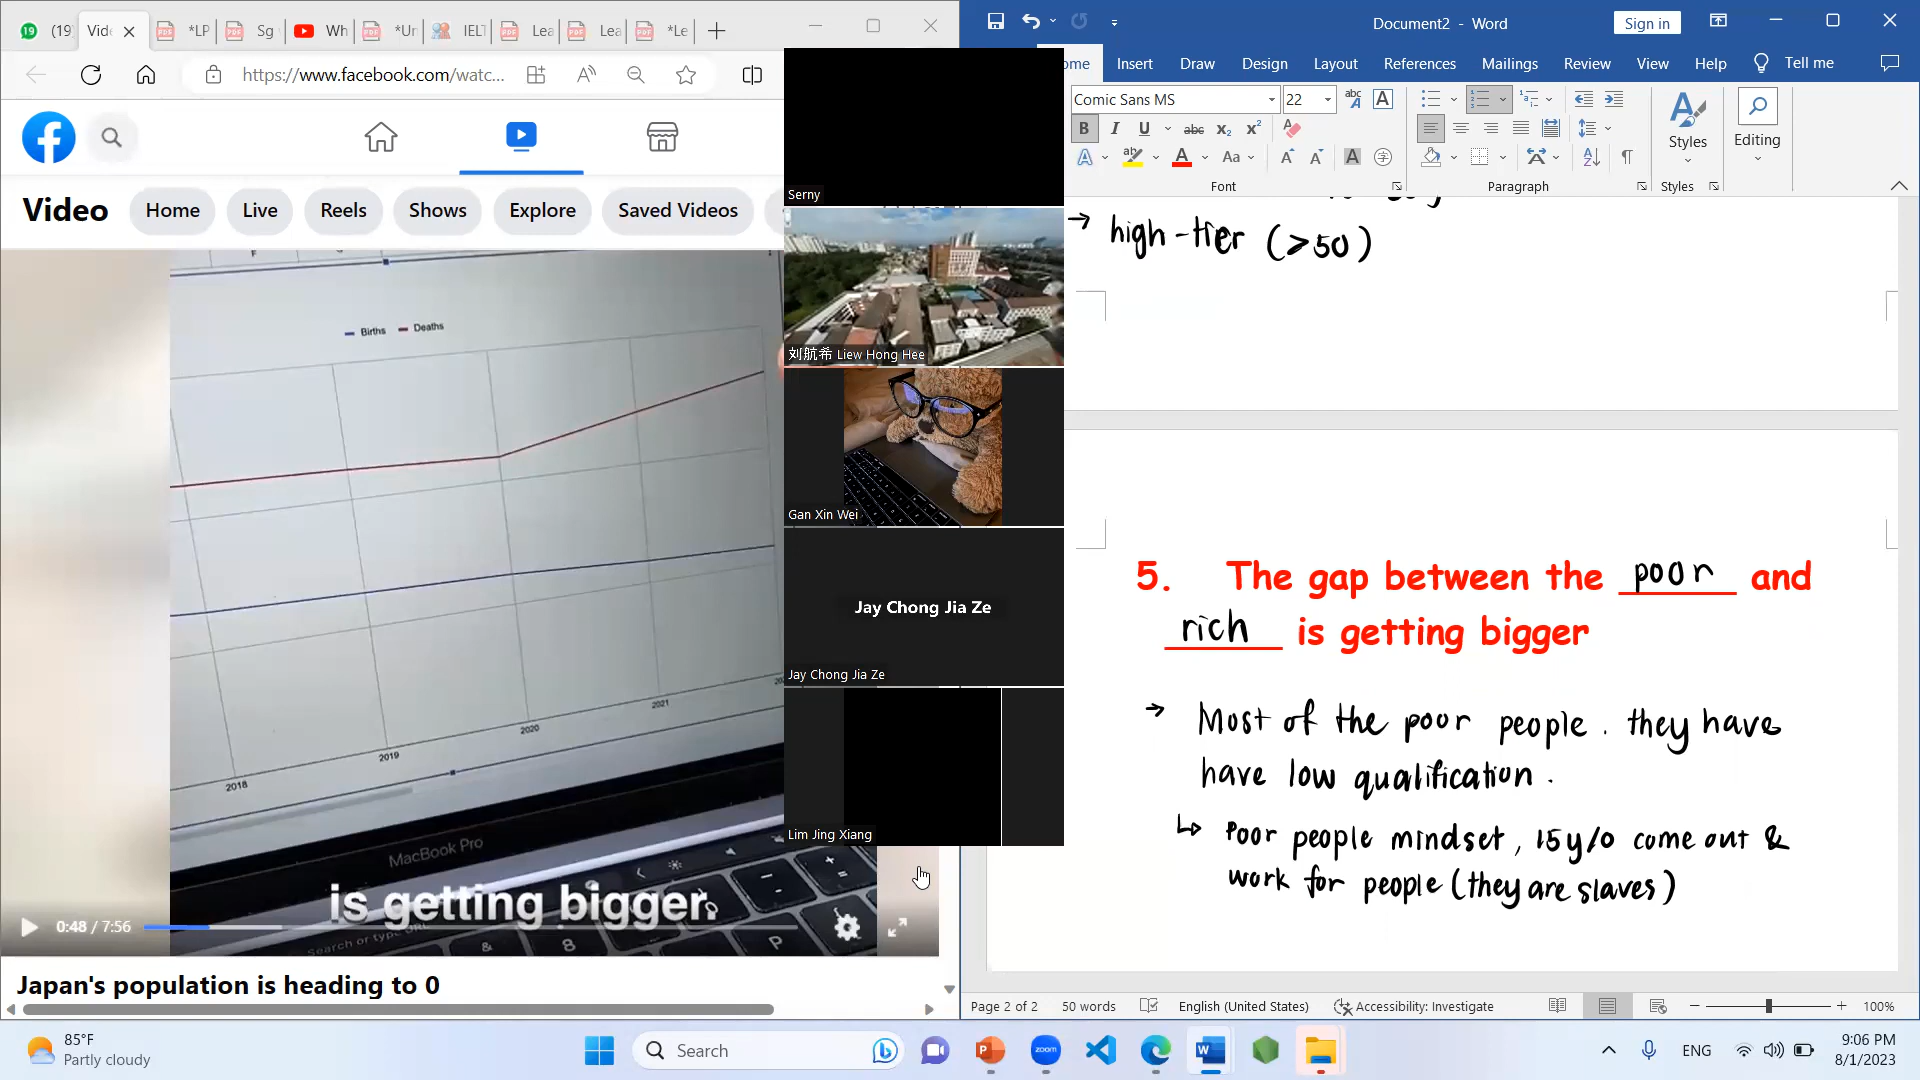 (19)
Vide
*LP
Sg
Wh
*Ur
IELT
Lea
Lea
*Le
https://www.facebook.com/watc...
Video
Home
Live
Reels
Shows
Explore
Saved Videos
Births
Deaths
2018
2019
2020
2021
MacBook Pro
is getting bigger.
0:48 / 7:56
Japan's population is heading to 0
Serny
刘航希 Liew Hong Hee
Gan Xin Wei
Jay Chong Jia Ze
Jay Chong Jia Ze
Lim Jing Xiang
Document2 - Word
Sign in
ome
Insert
Draw
Design
Layout
References
Mailings
Review
View
Help
Tell me
Comic Sans MS
22
Font
Paragraph
Styles
Styles
Editing
→ high-tier (>50)
5. The gap between the poor and
rich is getting bigger
→ Most of the poor people. they have
have low qualification.
↳ Poor people mindset, 15y/o come out &
work for people (they are slaves)
Page 2 of 2
50 words
English (United States)
Accessibility: Investigate
100%
85°F
Partly cloudy
Search
zoom
ENG
9:06 PM
8/1/2023